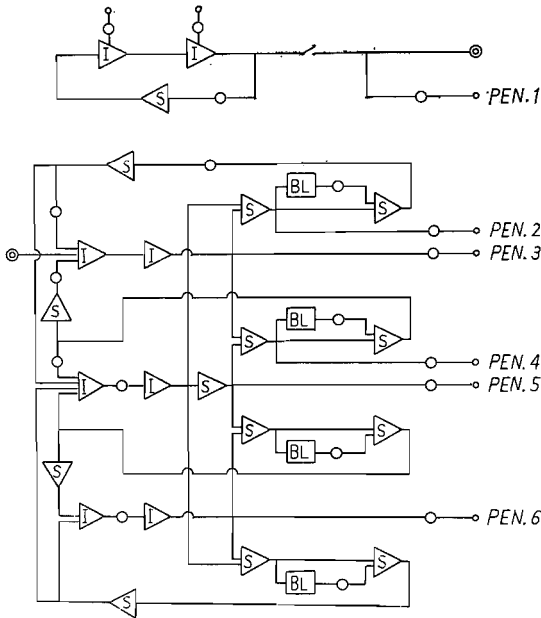 I I
S
PEN.1
S
BL
S S
PEN.2
I I
PEN.3
S
BL
S S
PEN.4
I I S
PEN.5
S S
BL
S
I I
PEN.6
S S
BL
S